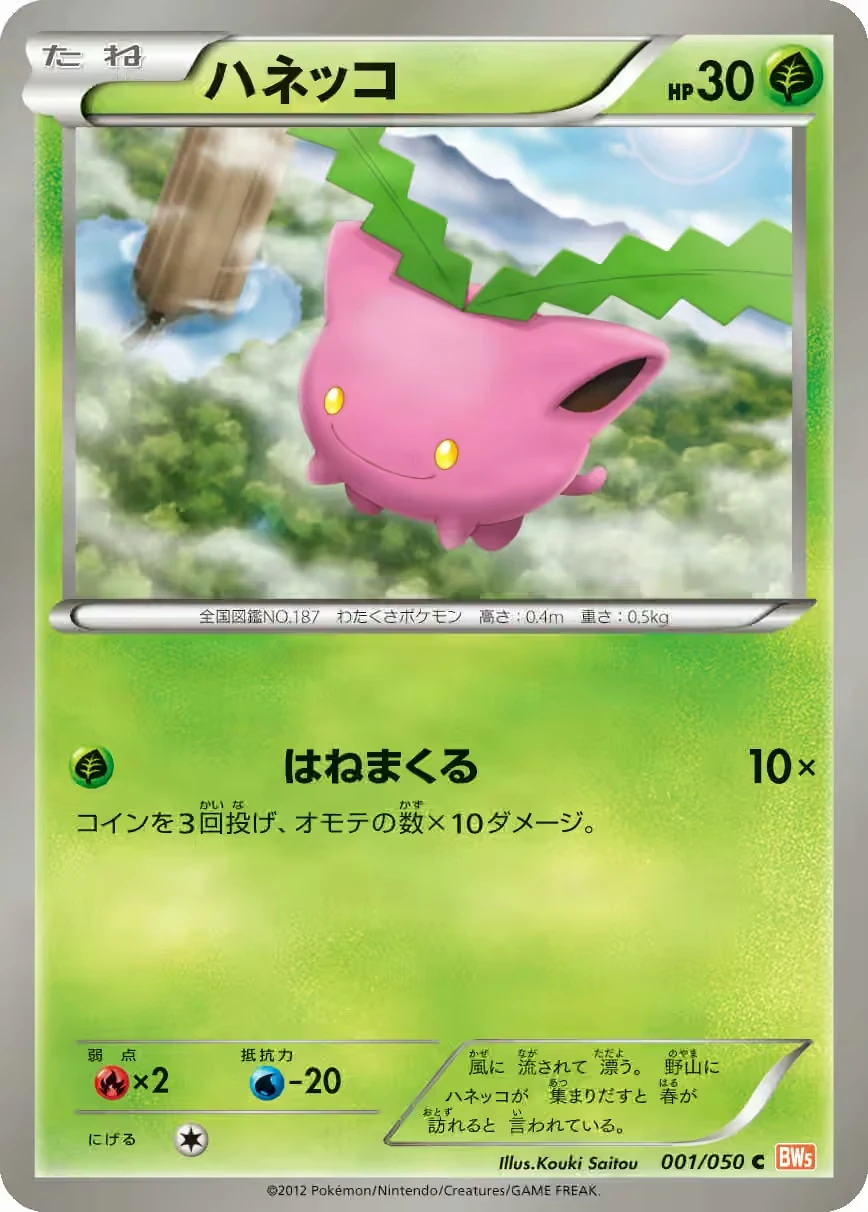 たね ハネッコ HP30
全国図鑑NO.187 わたくさポケモン 高さ:0.4m 重さ:0.5kg
はねまくる 10×
コインを3回投げ、オモテの数×10ダメージ。
弱点 抵抗力
×2 -20
にげる
風に 流されて 漂う。 野山に
ハネッコが 集まりだすと 春が
訪れると 言われている。
Illus.Kouki Saitou 001/050 C BW5
©2012 Pokémon/Nintendo/Creatures/GAME FREAK.